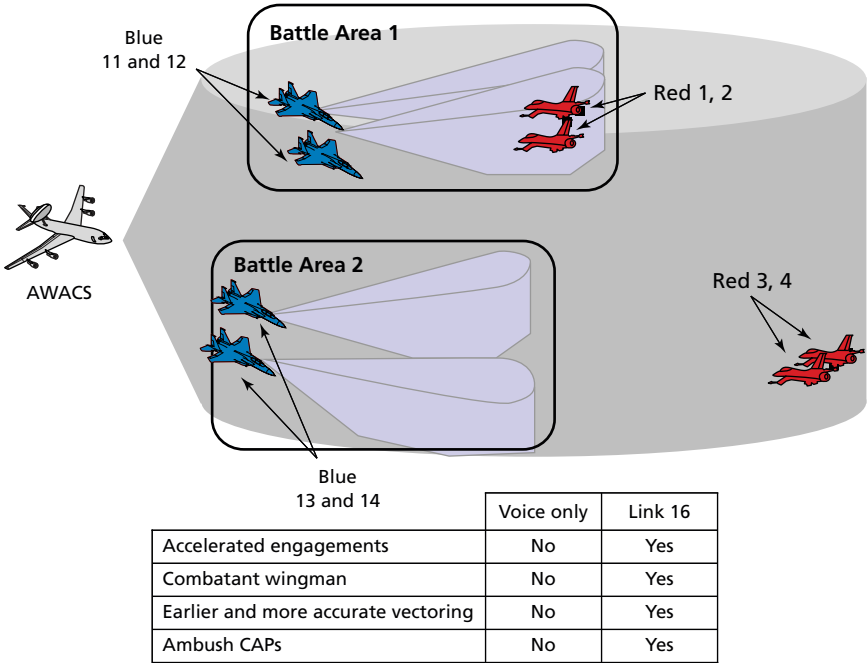 Battle Area 1
Blue
11 and 12
Red 1, 2
AWACS
Battle Area 2
Red 3, 4
Blue
13 and 14
Voice only Link 16
Accelerated engagements No Yes
Combatant wingman No Yes
Earlier and more accurate vectoring No Yes
Ambush CAPs No Yes